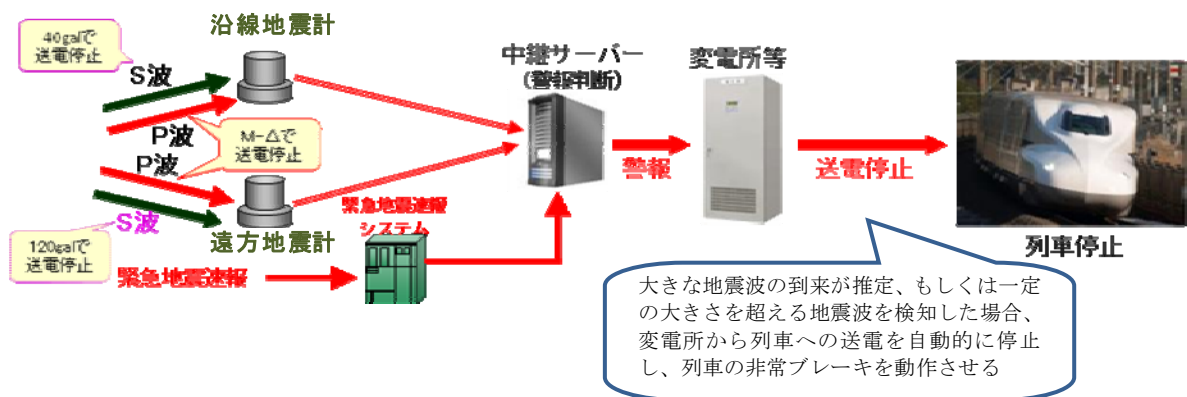 40galで
送電停止
沿線地震計
S波
P波
M-Δで
送電停止
P波
S波
120galで
送電停止
遠方地震計
緊急地震速報
緊急地震速報
システム
中継サーバー
(警報判断)
警報
変電所等
送電停止
列車停止
大きな地震波の到来が推定、もしくは一定
の大きさを超える地震波を検知した場合、
変電所から列車への送電を自動的に停止
し、列車の非常ブレーキを動作させる